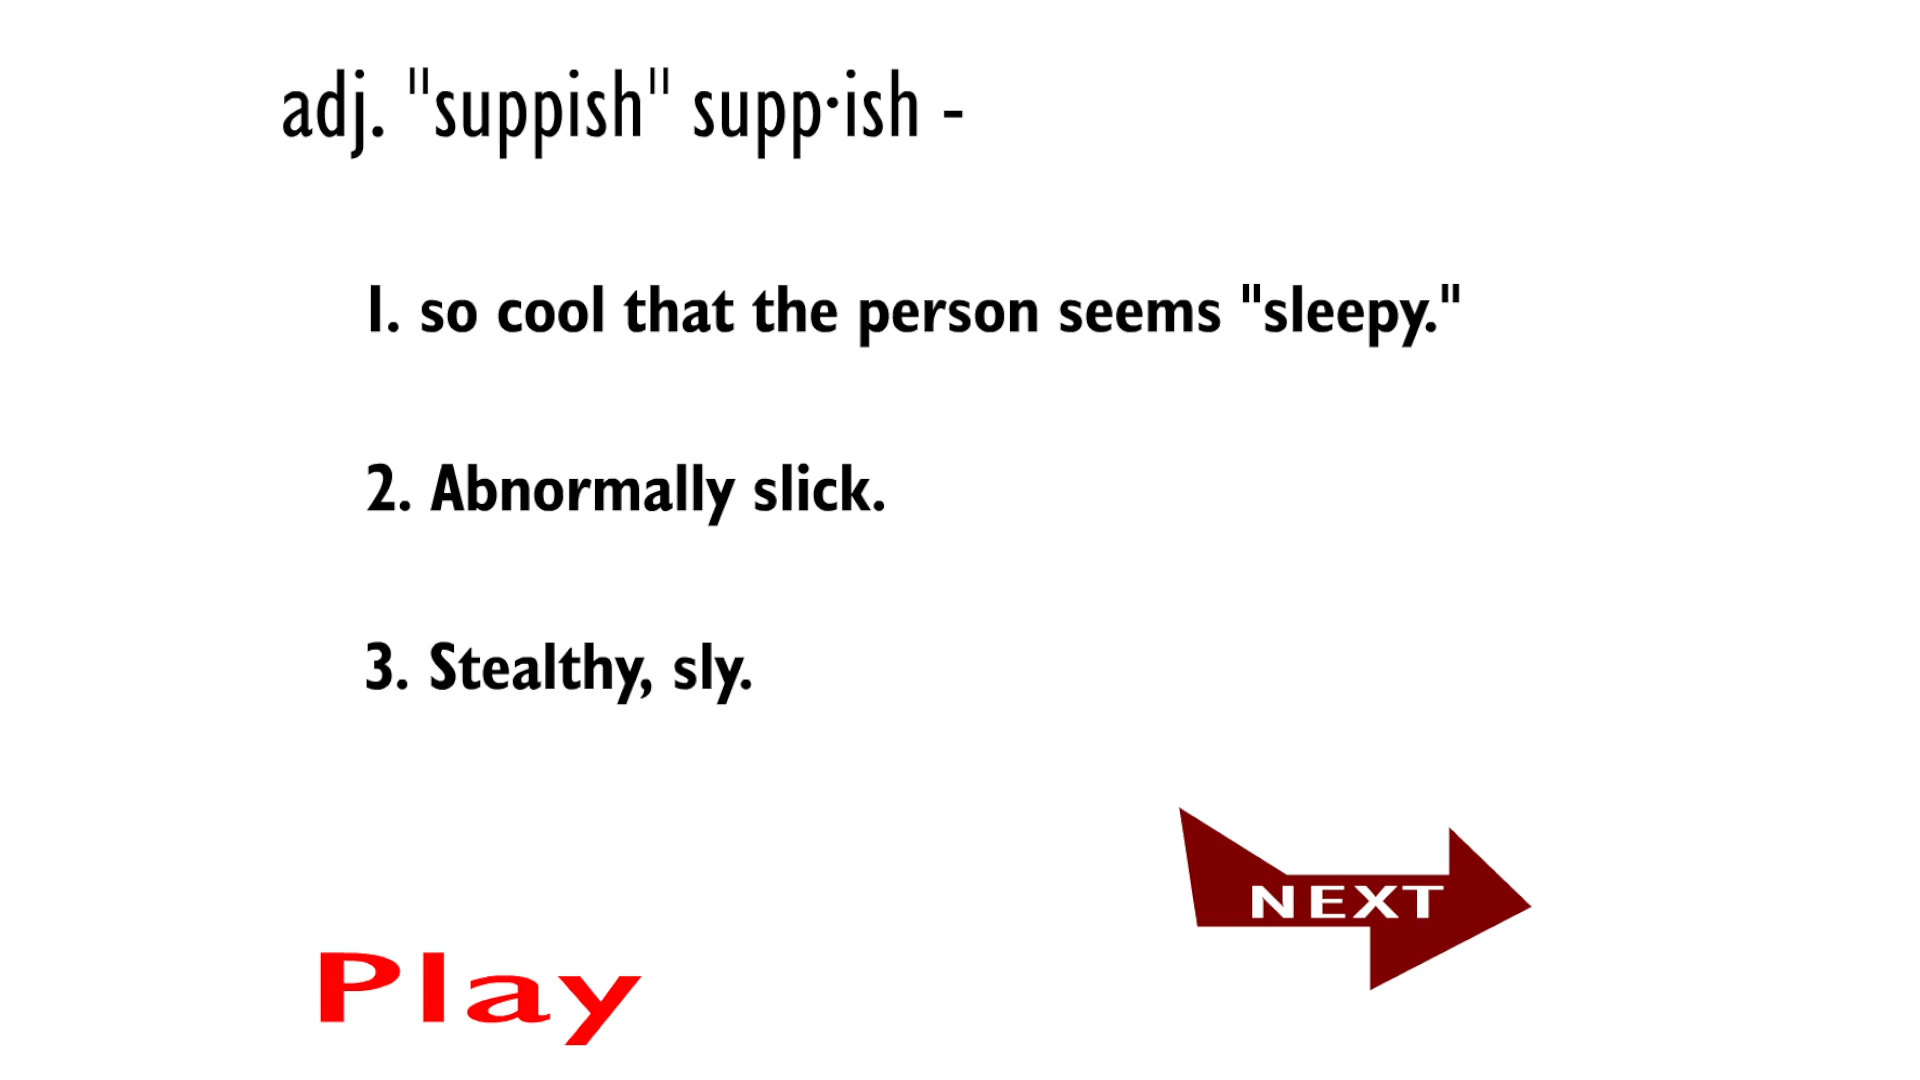 adj. "suppish" supp·ish -
1. so cool that the person seems "sleepy."
2. Abnormally slick.
3. Stealthy, sly.
NEXT
Play